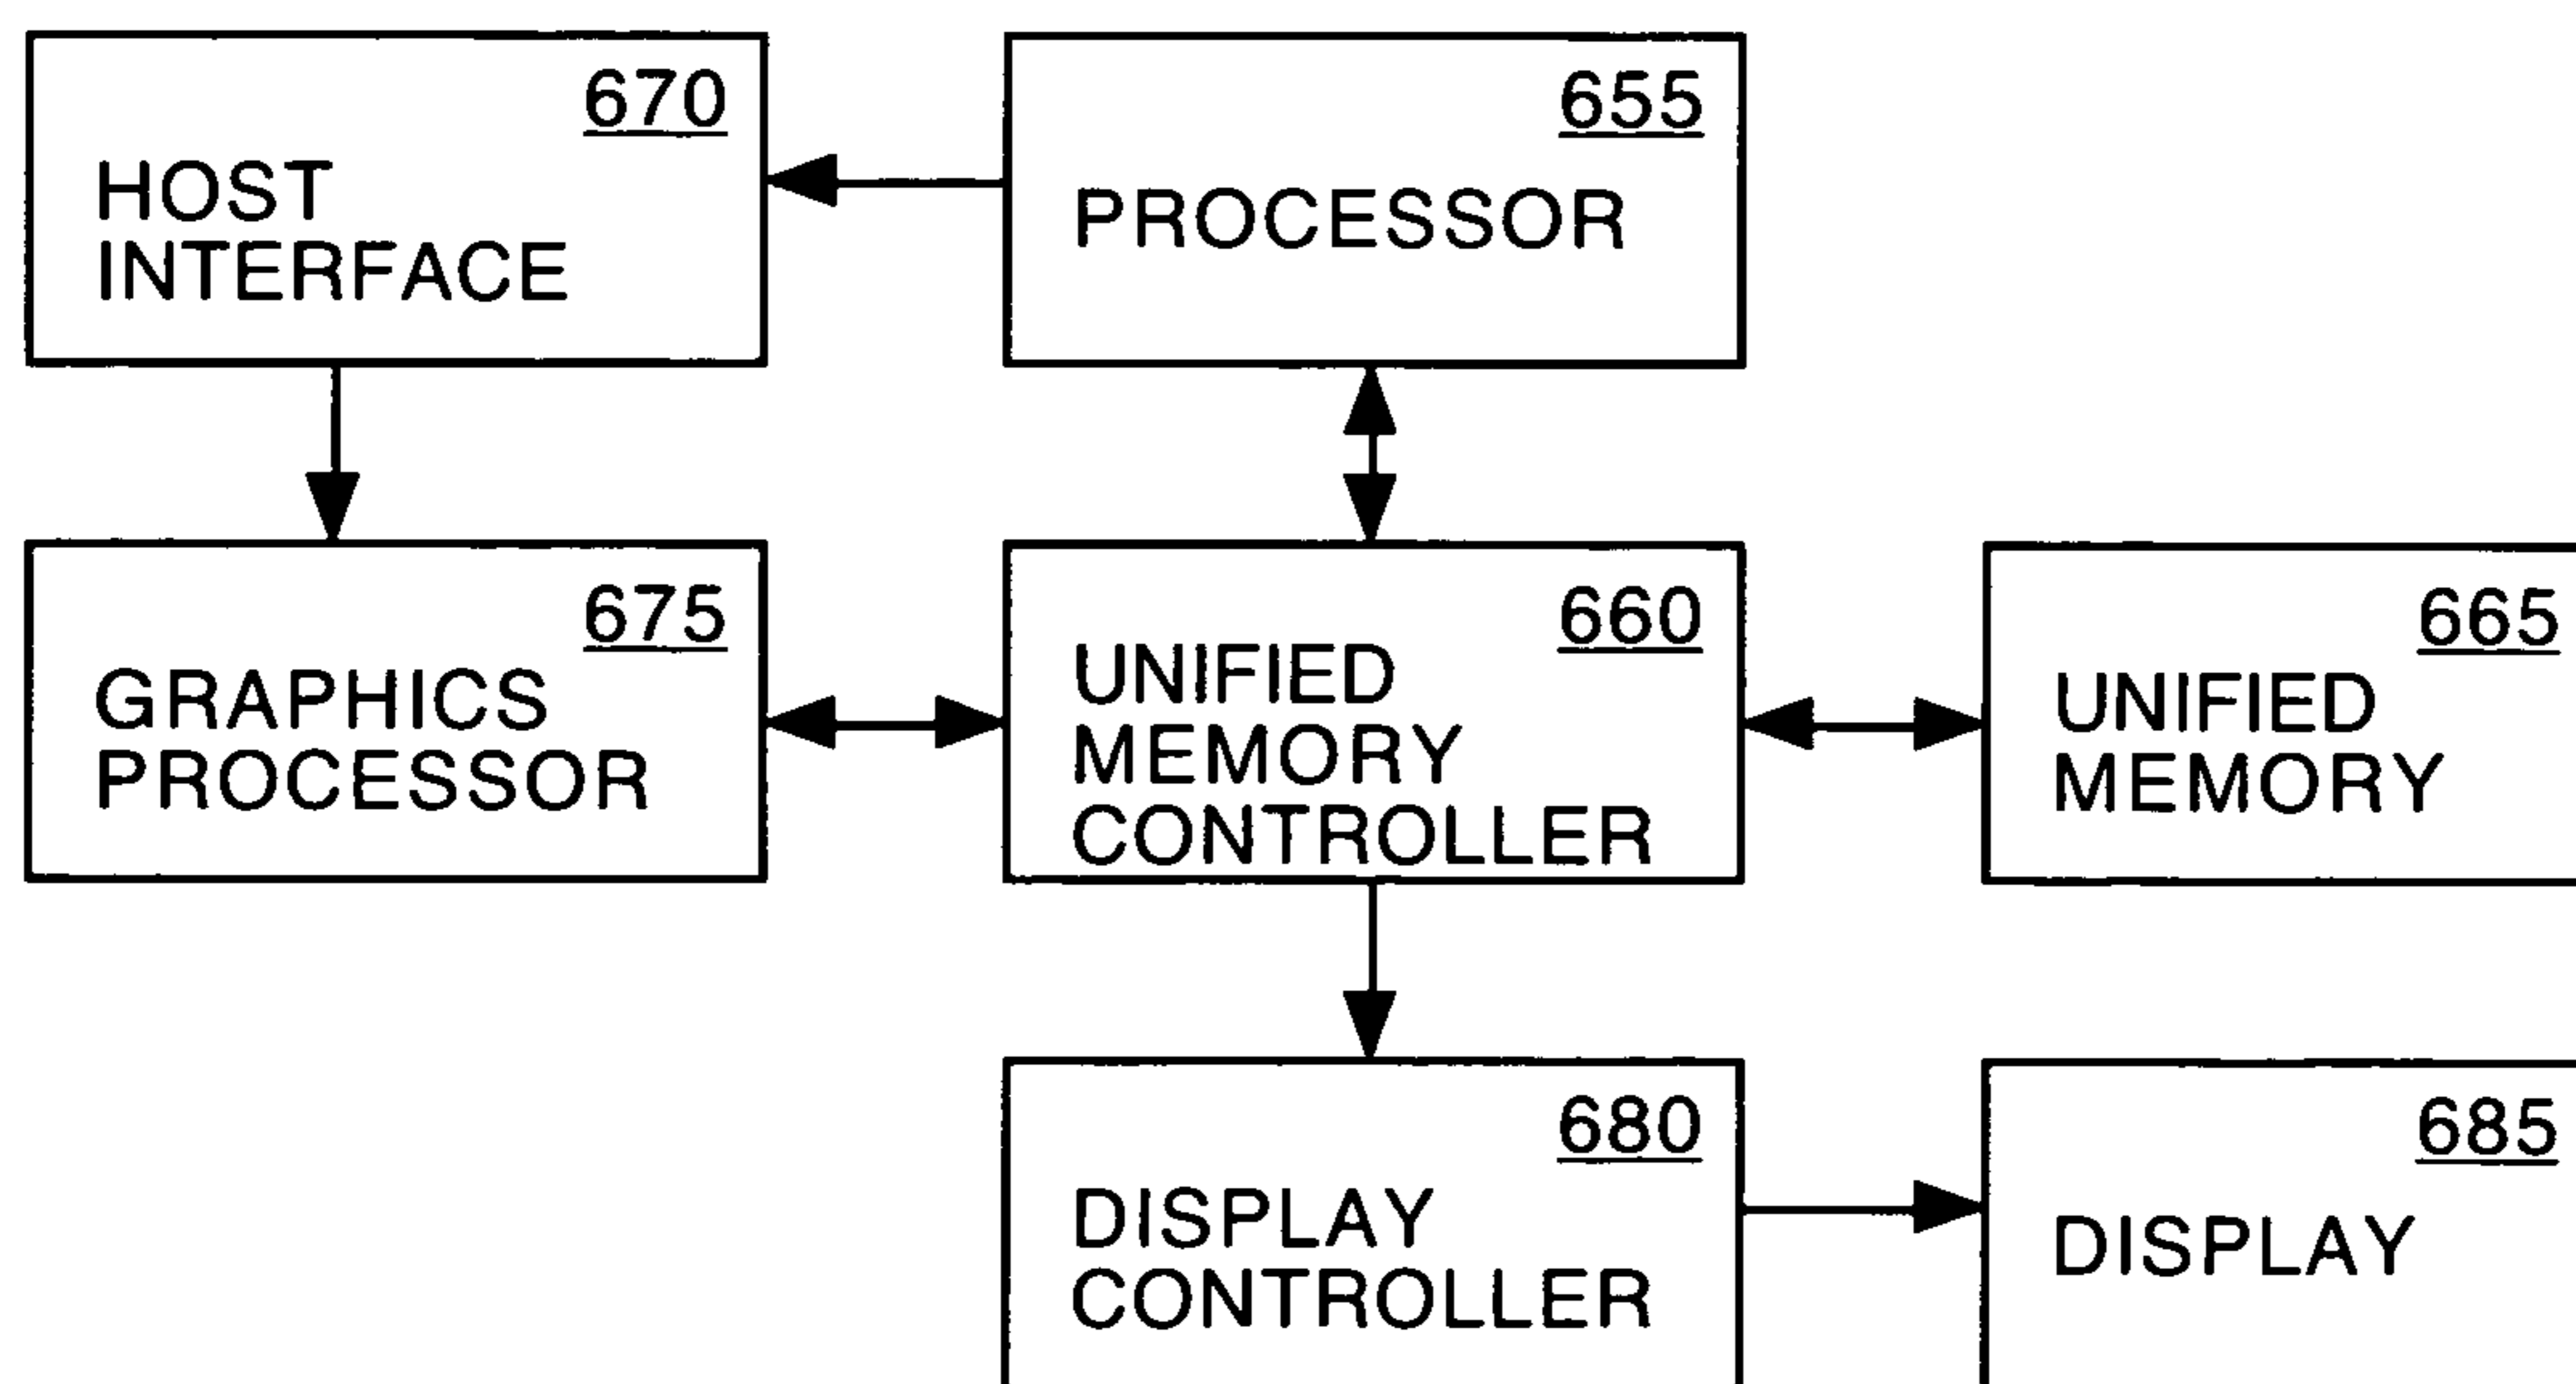 670
HOST
INTERFACE
655
PROCESSOR
675
GRAPHICS
PROCESSOR
660
UNIFIED
MEMORY
CONTROLLER
665
UNIFIED
MEMORY
680
DISPLAY
CONTROLLER
685
DISPLAY